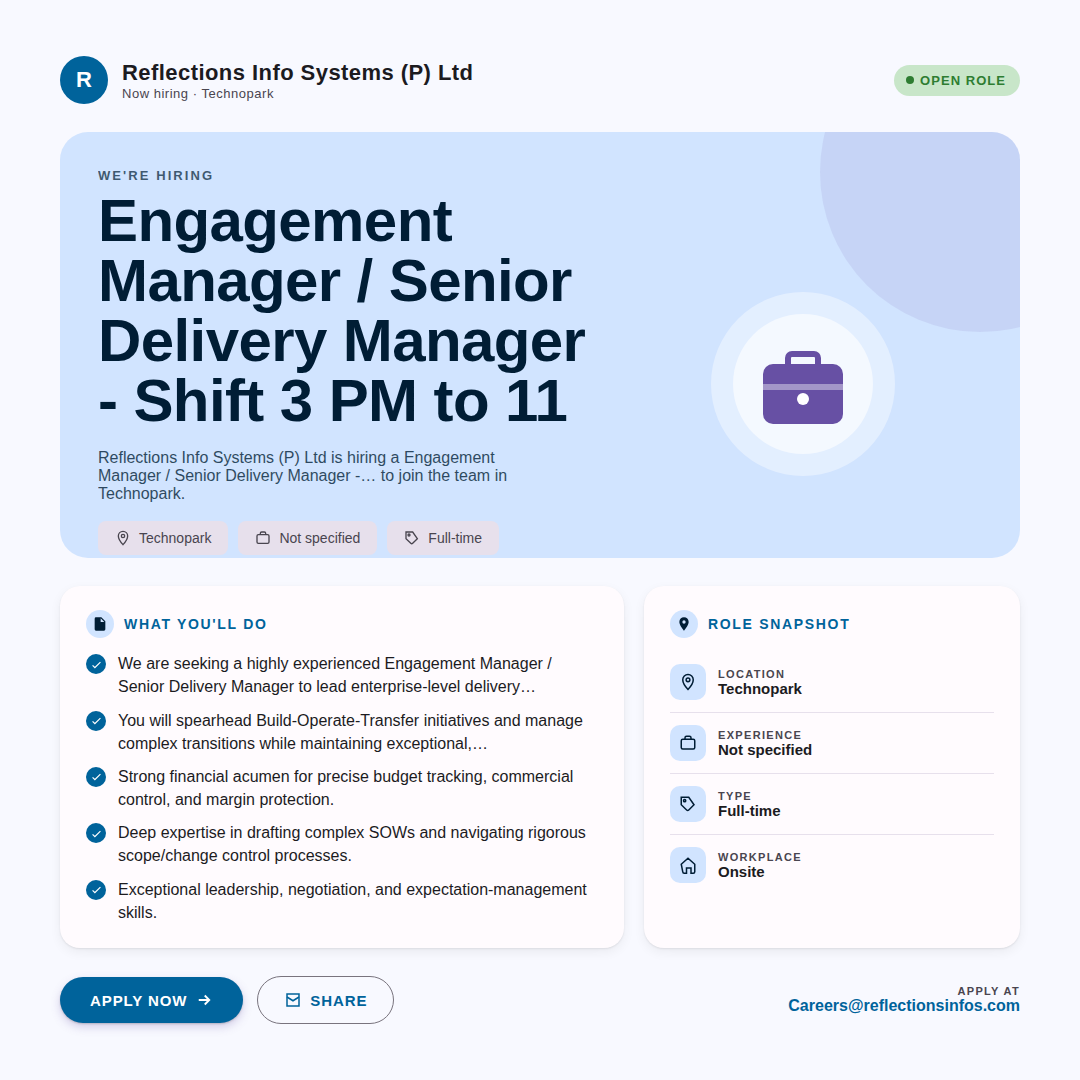 R
Reflections Info Systems (P) Ltd
Now hiring · Technopark
OPEN ROLE
WE'RE HIRING
Engagement
Manager / Senior
Delivery Manager
- Shift 3 PM to 11
Reflections Info Systems (P) Ltd is hiring a Engagement
Manager / Senior Delivery Manager -… to join the team in
Technopark.
Technopark
Not specified
Full-time
WHAT YOU'LL DO
We are seeking a highly experienced Engagement Manager /
Senior Delivery Manager to lead enterprise-level delivery…
You will spearhead Build-Operate-Transfer initiatives and manage
complex transitions while maintaining exceptional,…
Strong financial acumen for precise budget tracking, commercial
control, and margin protection.
Deep expertise in drafting complex SOWs and navigating rigorous
scope/change control processes.
Exceptional leadership, negotiation, and expectation-management
skills.
ROLE SNAPSHOT
LOCATION
Technopark
EXPERIENCE
Not specified
TYPE
Full-time
WORKPLACE
Onsite
APPLY NOW
SHARE
APPLY AT
Careers@reflectionsinfos.com